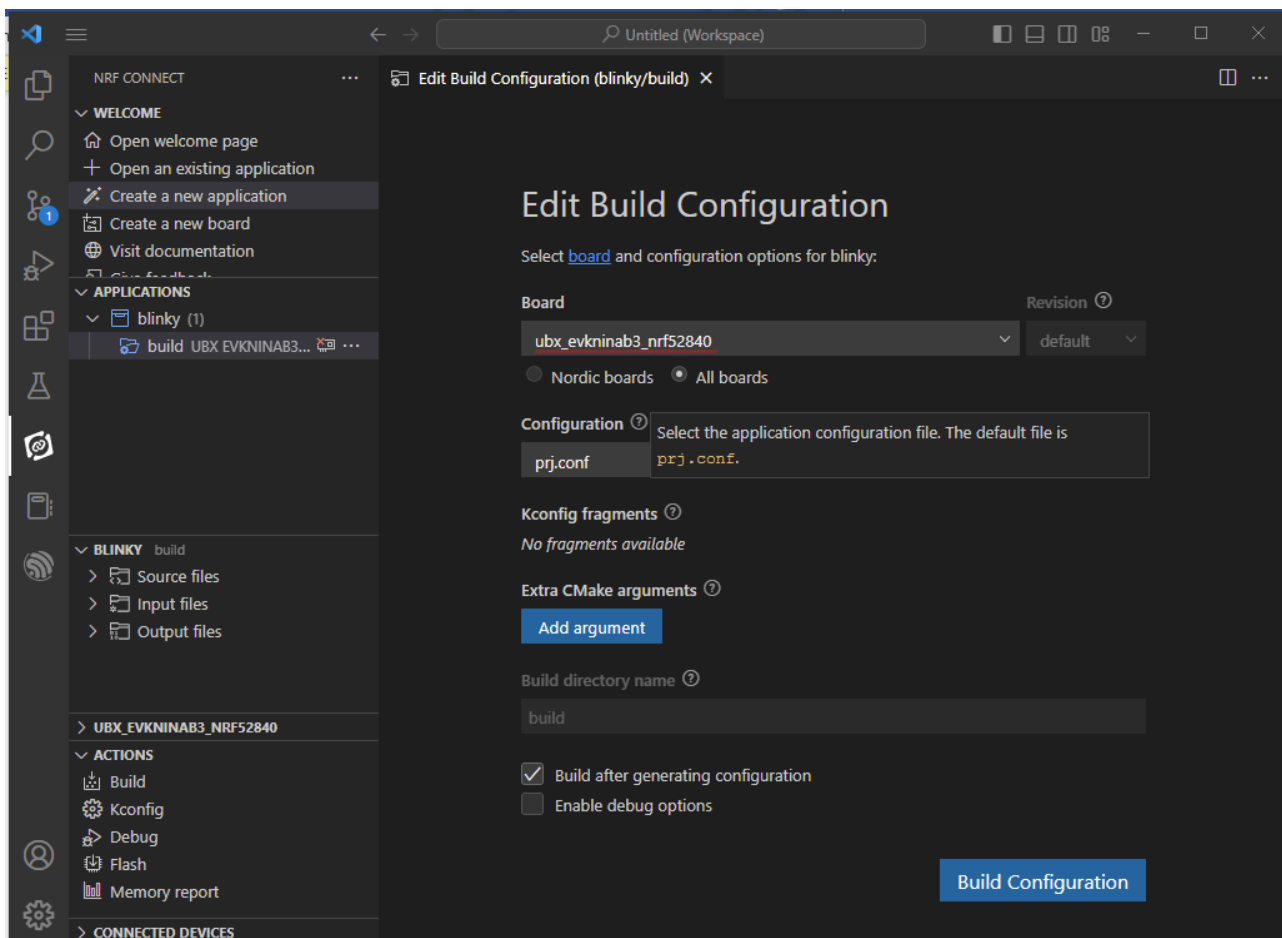 Untitled (Workspace)
NRF CONNECT
WELCOME
Open welcome page
Open an existing application
Create a new application
Create a new board
Visit documentation
Give feedback
APPLICATIONS
blinky (1)
build UBX EVKNINAB3...
BLINKY build
Source files
Input files
Output files
UBX_EVKNINAB3_NRF52840
ACTIONS
Build
Kconfig
Debug
Flash
Memory report
CONNECTED DEVICES
1
Edit Build Configuration (blinky/build)
Edit Build Configuration
Select board and configuration options for blinky:
Board
Revision
ubx_evkninab3_nrf52840
default
Nordic boards
All boards
Configuration
Select the application configuration file. The default file is
prj.conf.
prj.conf
Kconfig fragments
No fragments available
Extra CMake arguments
Add argument
Build directory name
build
Build after generating configuration
Enable debug options
Build Configuration